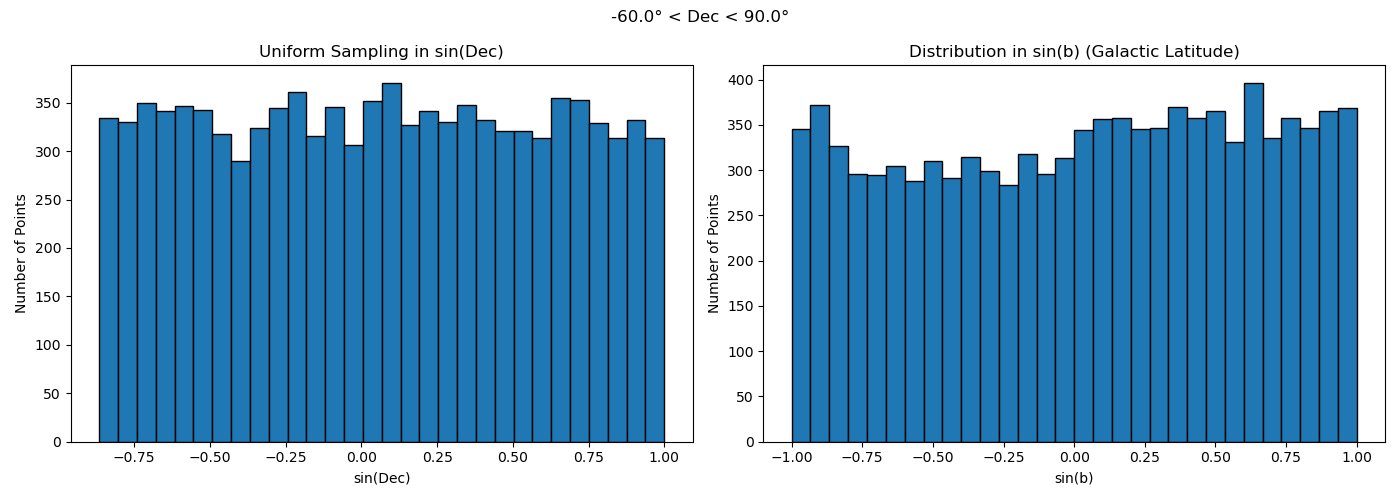 -60.0° < Dec < 90.0°
Uniform Sampling in sin(Dec)
350
300
250
200
150
100
50
0
Number of Points
−0.75 −0.50 −0.25 0.00 0.25 0.50 0.75 1.00
sin(Dec)
Distribution in sin(b) (Galactic Latitude)
400
350
300
250
200
150
100
50
0
Number of Points
−1.00 −0.75 −0.50 −0.25 0.00 0.25 0.50 0.75 1.00
sin(b)